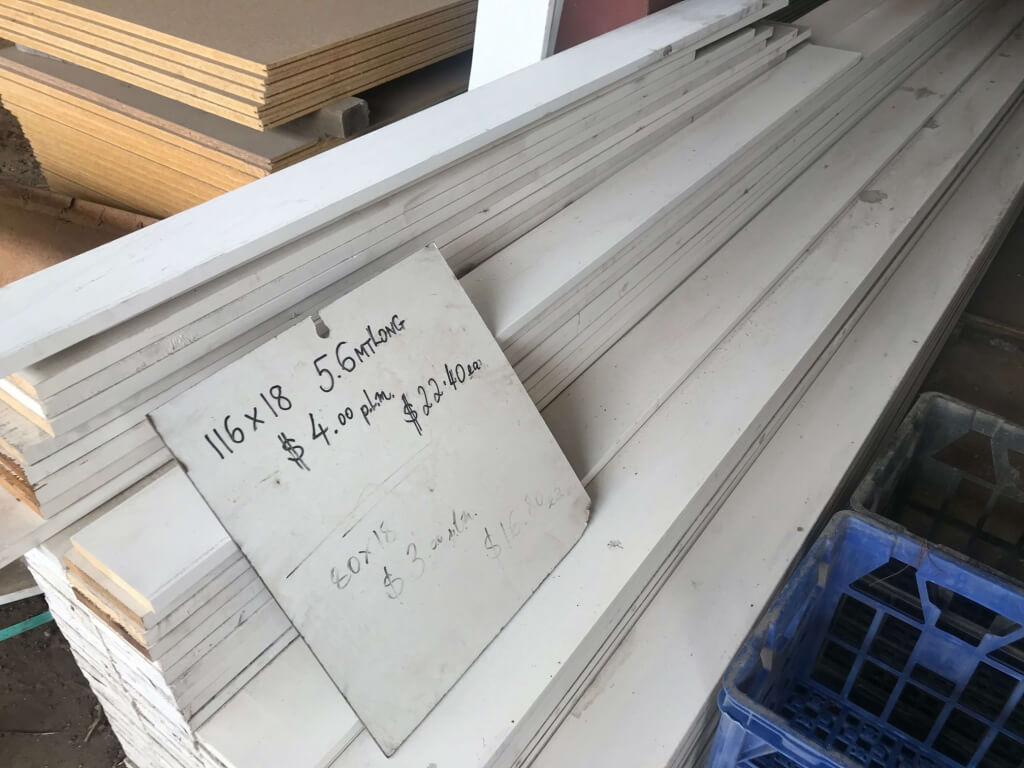 116 x 18 5.6 MT LONG
$ 4.00 p.l.m. $22.40 ea
80 x 18
$ 3.00 $16.80 ea